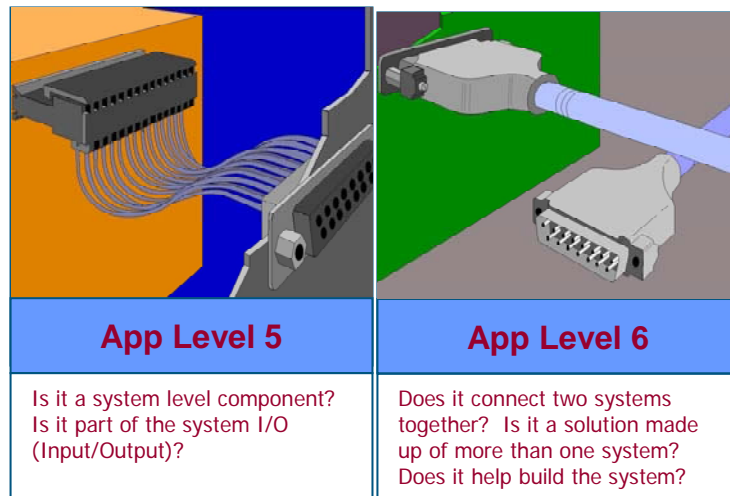 App Level 5
Is it a system level component?
Is it part of the system I/O
(Input/Output)?
App Level 6
Does it connect two systems
together?  Is it a solution made
up of more than one system?
Does it help build the system?